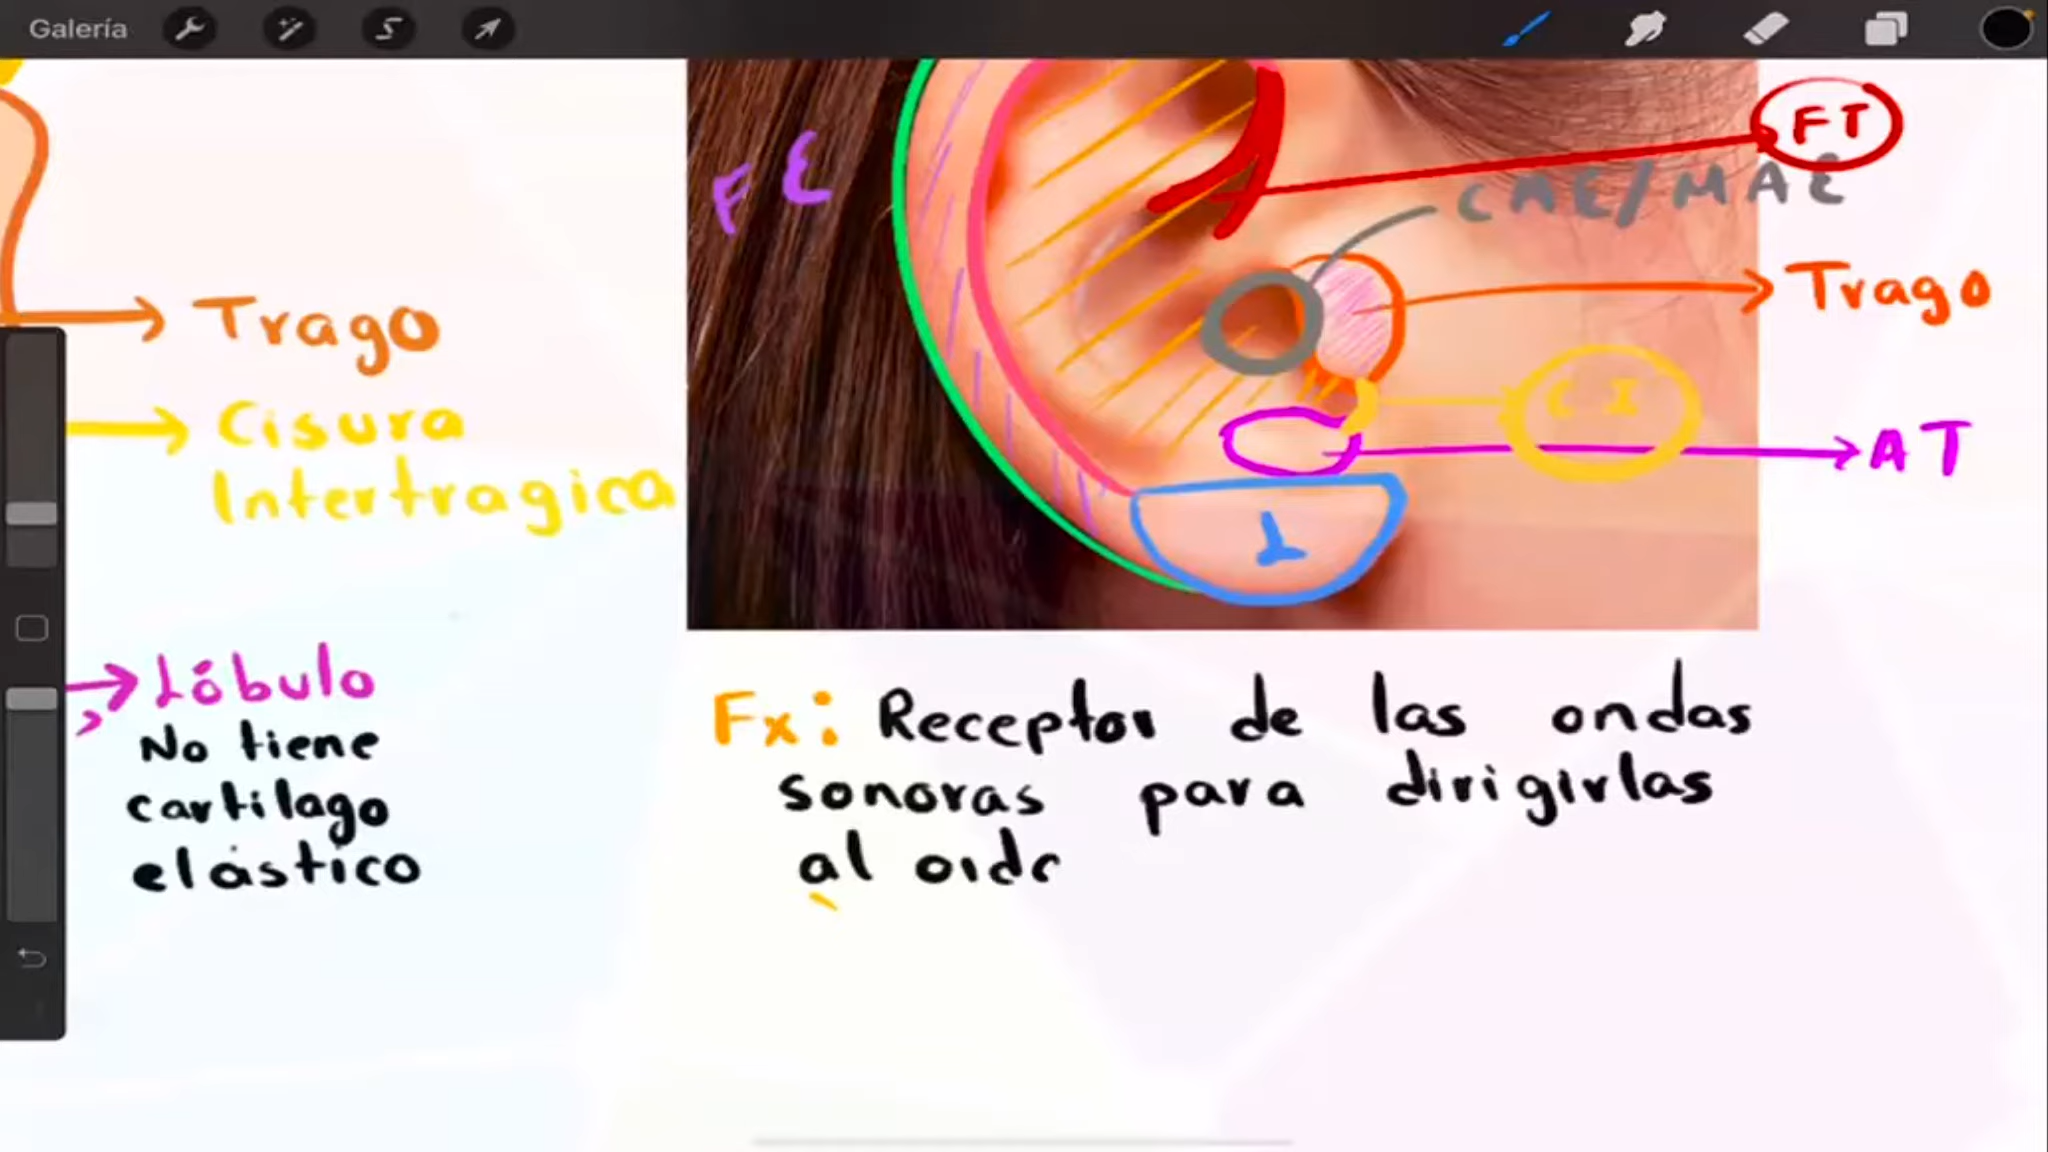 Galería
FT
FE
CAE/MAE
Trago
Trago
CI
Cisura
Intertragica
AT
L
Lóbulo
No tiene
cartilago
elástico
Fx: Receptor de las ondas
sonoras para dirigirlas
al oido